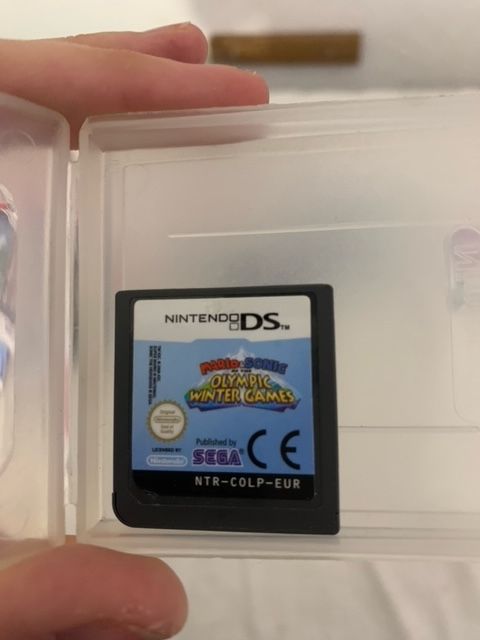 NINTENDO DS™
MARIO & SONIC
AT THE
OLYMPIC
WINTER GAMES
Original
Nintendo
Seal of
Quality
LICENSED BY
Nintendo
Published by
SEGA®
CE
NTR-COLP-EUR